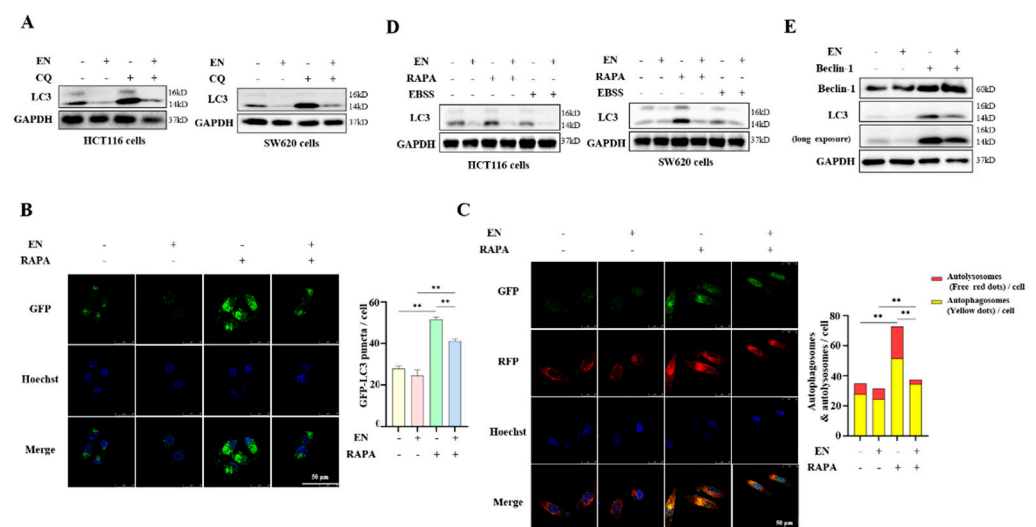 A
EN - + - +
CQ - - + +
LC3
16kD
14kD
GAPDH
37kD
HCT116 cells
EN - + - +
CQ - - + +
LC3
16kD
14kD
GAPDH
37kD
SW620 cells
D
EN - + - + - +
RAPA - - + + - -
EBSS - - - - + +
LC3
16kD
14kD
GAPDH
37kD
HCT116 cells
EN - + - + - +
RAPA - - + + - -
EBSS - - - - + +
LC3
16kD
14kD
GAPDH
37kD
SW620 cells
E
EN - + - +
Beclin-1 - - + +
Beclin-1
60kD
LC3
16kD
14kD
(long exposure)
16kD
14kD
GAPDH
37kD
B
EN - + - +
RAPA - - + +
GFP
Hoechst
Merge
50 μm
GFP-LC3 puncta / cell
60
40
20
0
**
** **
EN - + - +
RAPA - - + +
C
EN - + - +
RAPA - - + +
GFP
RFP
Hoechst
Merge
50 μm
Autolysosomes
(Free red dots) / cell
Autophagosomes
(Yellow dots) / cell
Autophagosomes
& autolysosomes / cell
80
60
40
20
0
**
** **
EN - + - +
RAPA - - + +